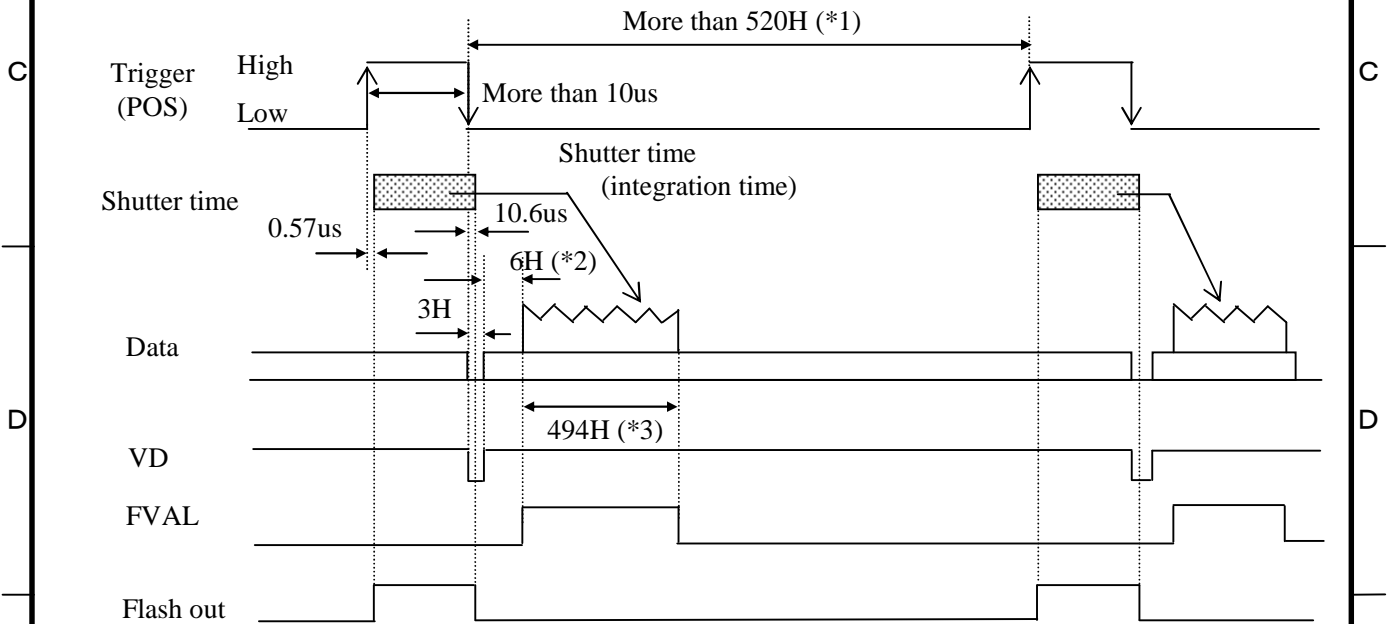 More than 520H (*1)
C
C
Trigger
(POS)
High
Low
More than 10us
Shutter time
(integration time)
Shutter time
0.57us
10.6us
6H (*2)
3H
Data
D
D
494H (*3)
VD
FVAL
Flash out